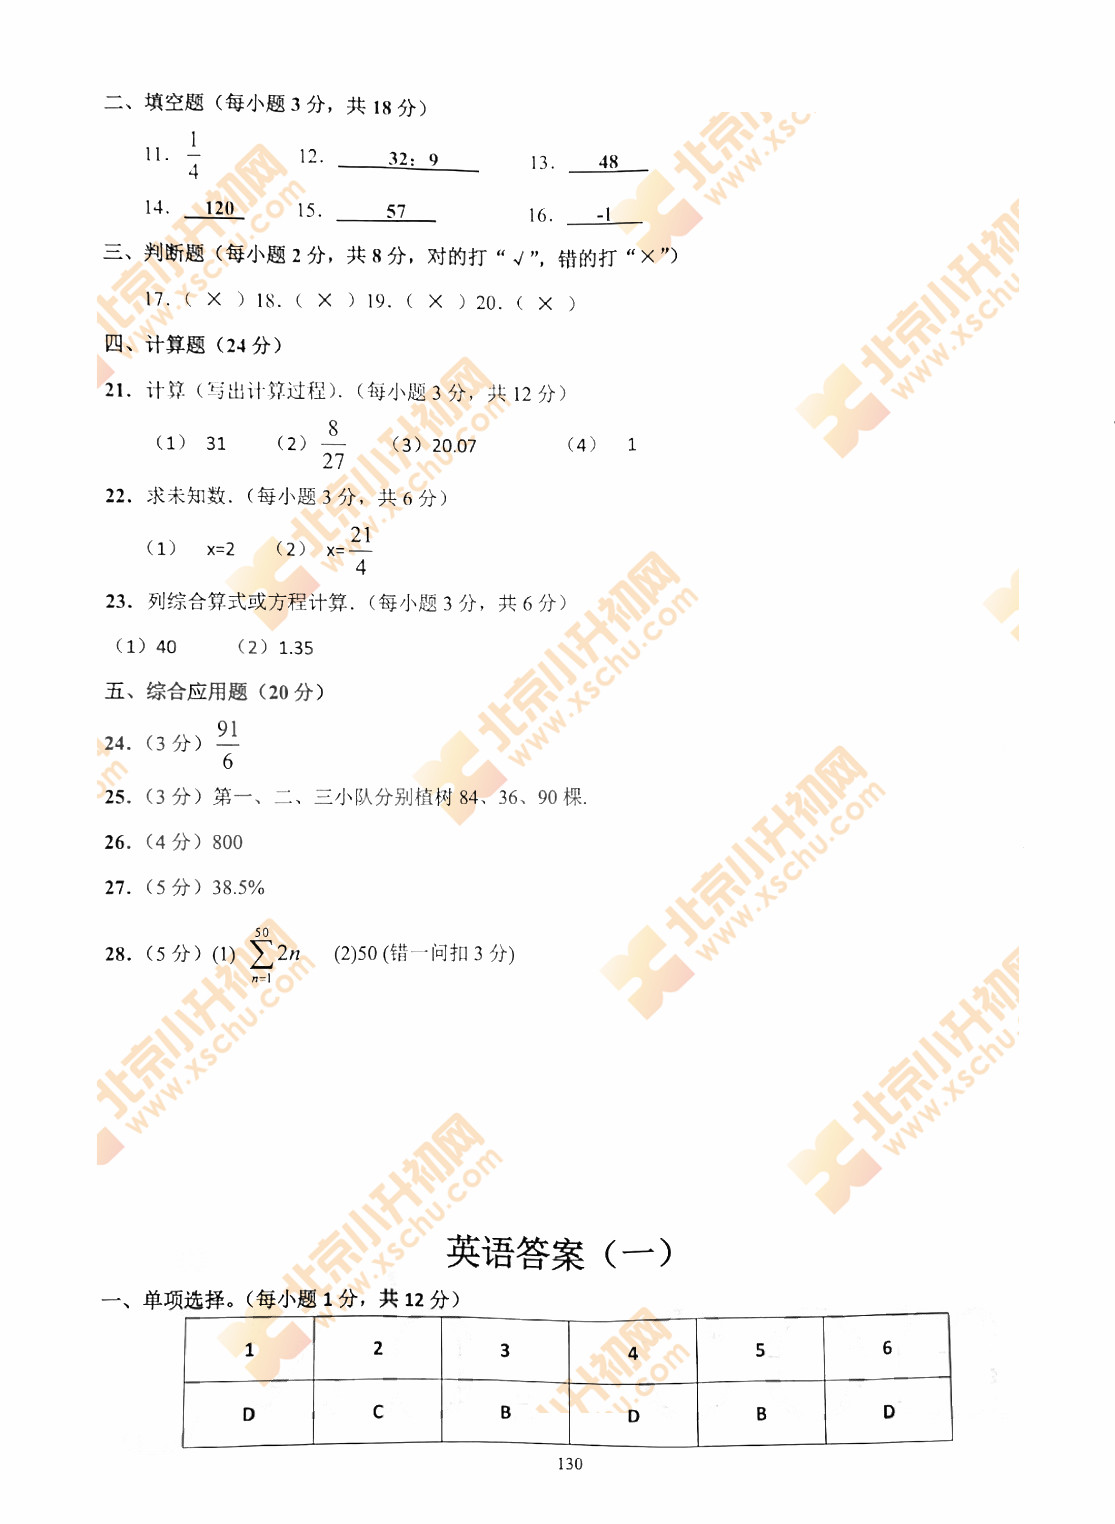 二、填空题（每小题 3 分，共 18 分）
11. 1/4 12. 32：9 13. 48
14. 120 15. 57 16. -1
三、判断题（每小题 2 分，共 8 分，对的打“√”，错的打“×”）
17.（ × ）18.（ × ）19.（ × ）20.（ × ）
四、计算题（24 分）
21. 计算（写出计算过程）.（每小题 3 分，共 12 分）
（1） 31 （2） 8/27 （3）20.07 （4） 1
22. 求未知数.（每小题 3 分，共 6 分）
（1） x=2 （2） x=21/4
23. 列综合算式或方程计算.（每小题 3 分，共 6 分）
（1）40 （2）1.35
五、综合应用题（20 分）
24.（3 分）91/6
25.（3 分）第一、二、三小队分别植树 84、36、90 棵.
26.（4 分）800
27.（5 分）38.5%
28.（5 分）(1) ∑_{n=1}^{50} 2n (2)50 (错一问扣 3 分)
英语答案（一）
一、单项选择。（每小题 1 分，共 12 分）
1 2 3 4 5 6
D C B D B D
130
北京小升初网
www.xschu.com